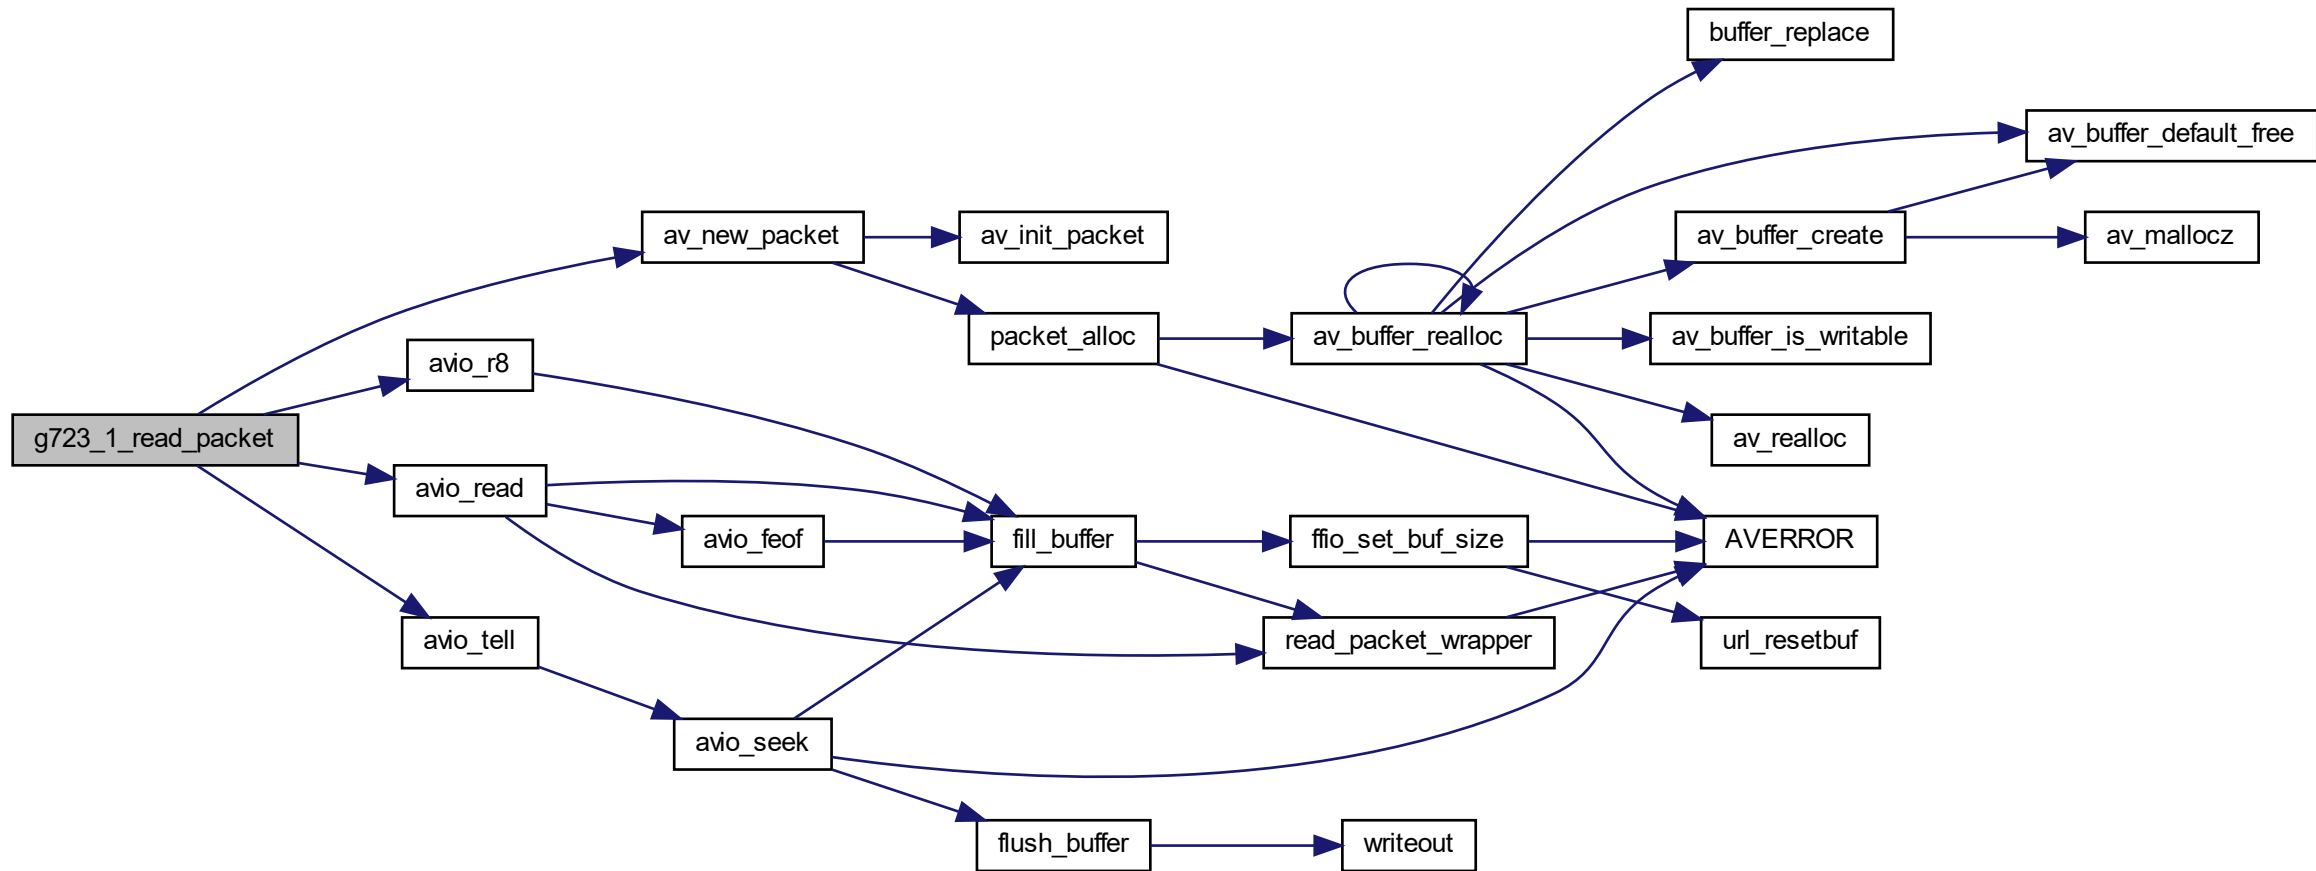 buffer_replace
av_buffer_default_free
av_new_packet
av_init_packet
av_buffer_create
av_mallocz
packet_alloc
av_buffer_realloc
av_buffer_is_writable
avio_r8
g723_1_read_packet
av_realloc
avio_read
avio_feof
fill_buffer
ffio_set_buf_size
AVERROR
avio_tell
read_packet_wrapper
url_resetbuf
avio_seek
flush_buffer
writeout